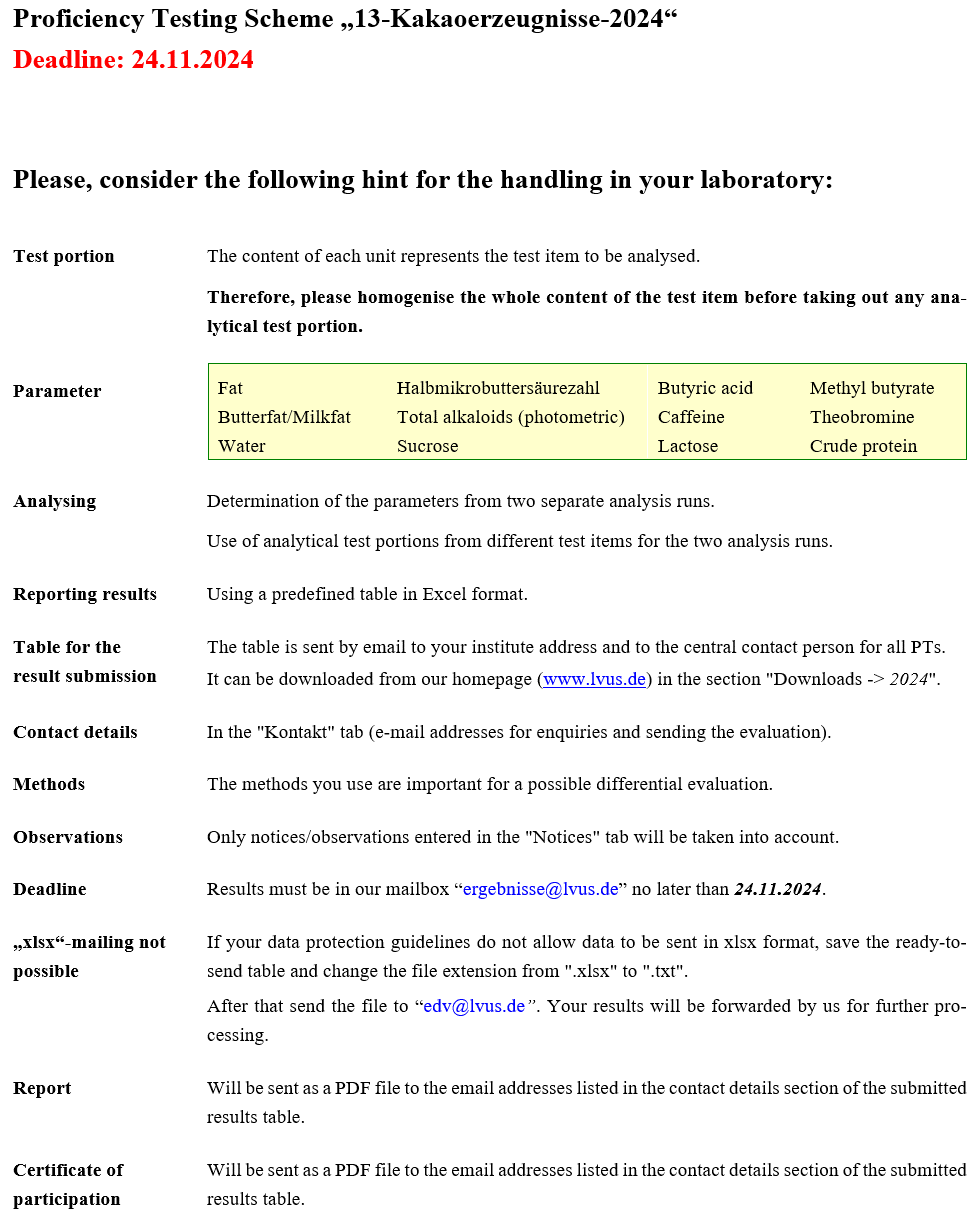 Proficiency Testing Scheme „13-Kakaoerzeugnisse-2024“
Deadline: 24.11.2024
Please, consider the following hint for the handling in your laboratory:
Test portion The content of each unit represents the test item to be analysed.
Therefore, please homogenise the whole content of the test item before taking out any ana-
lytical test portion.
Parameter
Fat Halbmikrobuttersäurezahl Butyric acid Methyl butyrate
Butterfat/Milkfat Total alkaloids (photometric) Caffeine Theobromine
Water Sucrose Lactose Crude protein
Analysing Determination of the parameters from two separate analysis runs.
Use of analytical test portions from different test items for the two analysis runs.
Reporting results Using a predefined table in Excel format.
Table for the The table is sent by email to your institute address and to the central contact person for all PTs.
result submission It can be downloaded from our homepage (www.lvus.de) in the section "Downloads -> 2024".
Contact details In the "Kontakt" tab (e-mail addresses for enquiries and sending the evaluation).
Methods The methods you use are important for a possible differential evaluation.
Observations Only notices/observations entered in the "Notices" tab will be taken into account.
Deadline Results must be in our mailbox “ergebnisse@lvus.de” no later than 24.11.2024.
„xlsx“-mailing not If your data protection guidelines do not allow data to be sent in xlsx format, save the ready-to-
possible send table and change the file extension from ".xlsx" to ".txt".
After that send the file to “edv@lvus.de”. Your results will be forwarded by us for further pro-
cessing.
Report Will be sent as a PDF file to the email addresses listed in the contact details section of the submitted
results table.
Certificate of Will be sent as a PDF file to the email addresses listed in the contact details section of the submitted
participation results table.